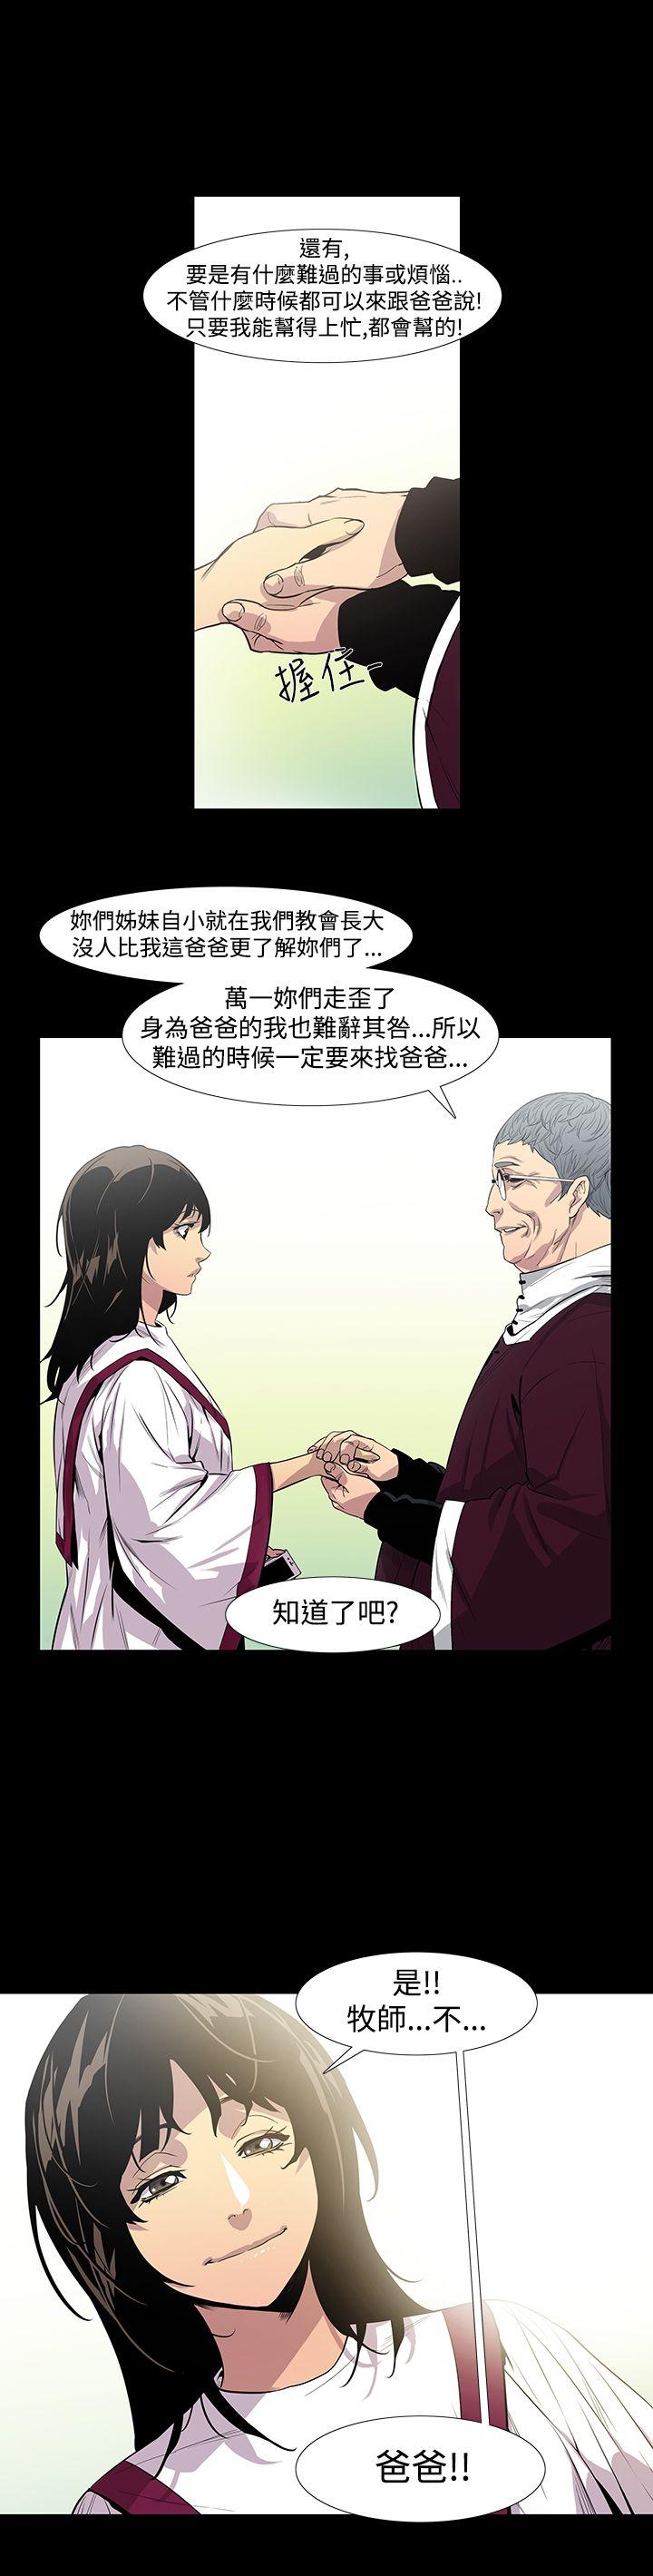 還有,
要是有什麼難過的事或煩惱..
不管什麼時候都可以來跟爸爸說!
只要我能幫得上忙,都會幫的!
握住-
妳們姊妹自小就在我們教會長大
沒人比我這爸爸更了解妳們了...
萬一妳們走歪了
身為爸爸的我也難辭其咎...所以
難過的時候一定要來找爸爸...
知道了吧?
是!!
牧師...不...
爸爸!!